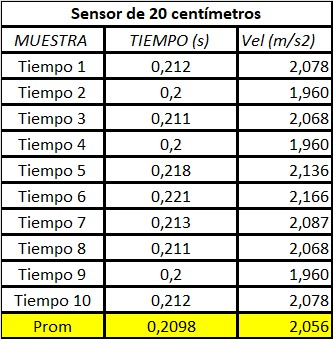 Sensor de 20 centímetros
MUESTRA TIEMPO (s) Vel (m/s2)
Tiempo 1 0,212 2,078
Tiempo 2 0,2 1,960
Tiempo 3 0,211 2,068
Tiempo 4 0,2 1,960
Tiempo 5 0,218 2,136
Tiempo 6 0,221 2,166
Tiempo 7 0,213 2,087
Tiempo 8 0,211 2,068
Tiempo 9 0,2 1,960
Tiempo 10 0,212 2,078
Prom 0,2098 2,056